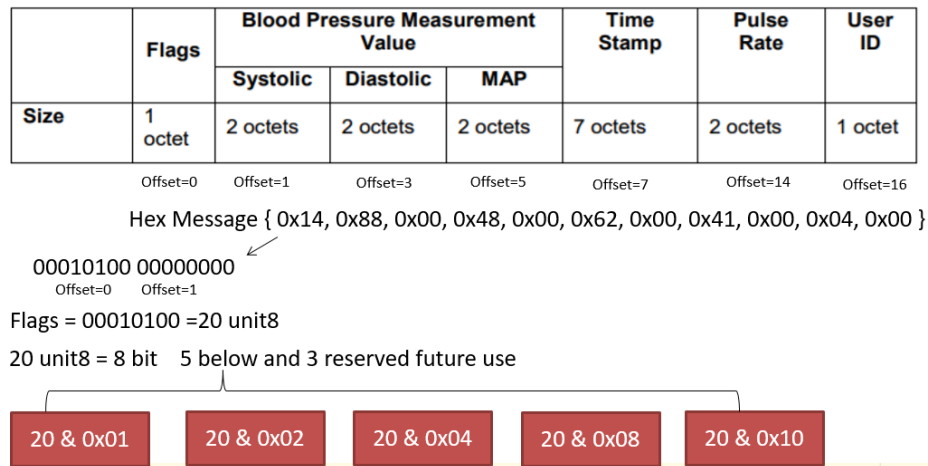 Flags
Blood Pressure Measurement Value
Time Stamp
Pulse Rate
User ID
Systolic
Diastolic
MAP
Size
1 octet
2 octets
2 octets
2 octets
7 octets
2 octets
1 octet
Offset=0
Offset=1
Offset=3
Offset=5
Offset=7
Offset=14
Offset=16
Hex Message { 0x14, 0x88, 0x00, 0x48, 0x00, 0x62, 0x00, 0x41, 0x00, 0x04, 0x00 }
00010100 00000000
Offset=0 Offset=1
Flags = 00010100 =20 unit8
20 unit8 = 8 bit 5 below and 3 reserved future use
20 & 0x01
20 & 0x02
20 & 0x04
20 & 0x08
20 & 0x10